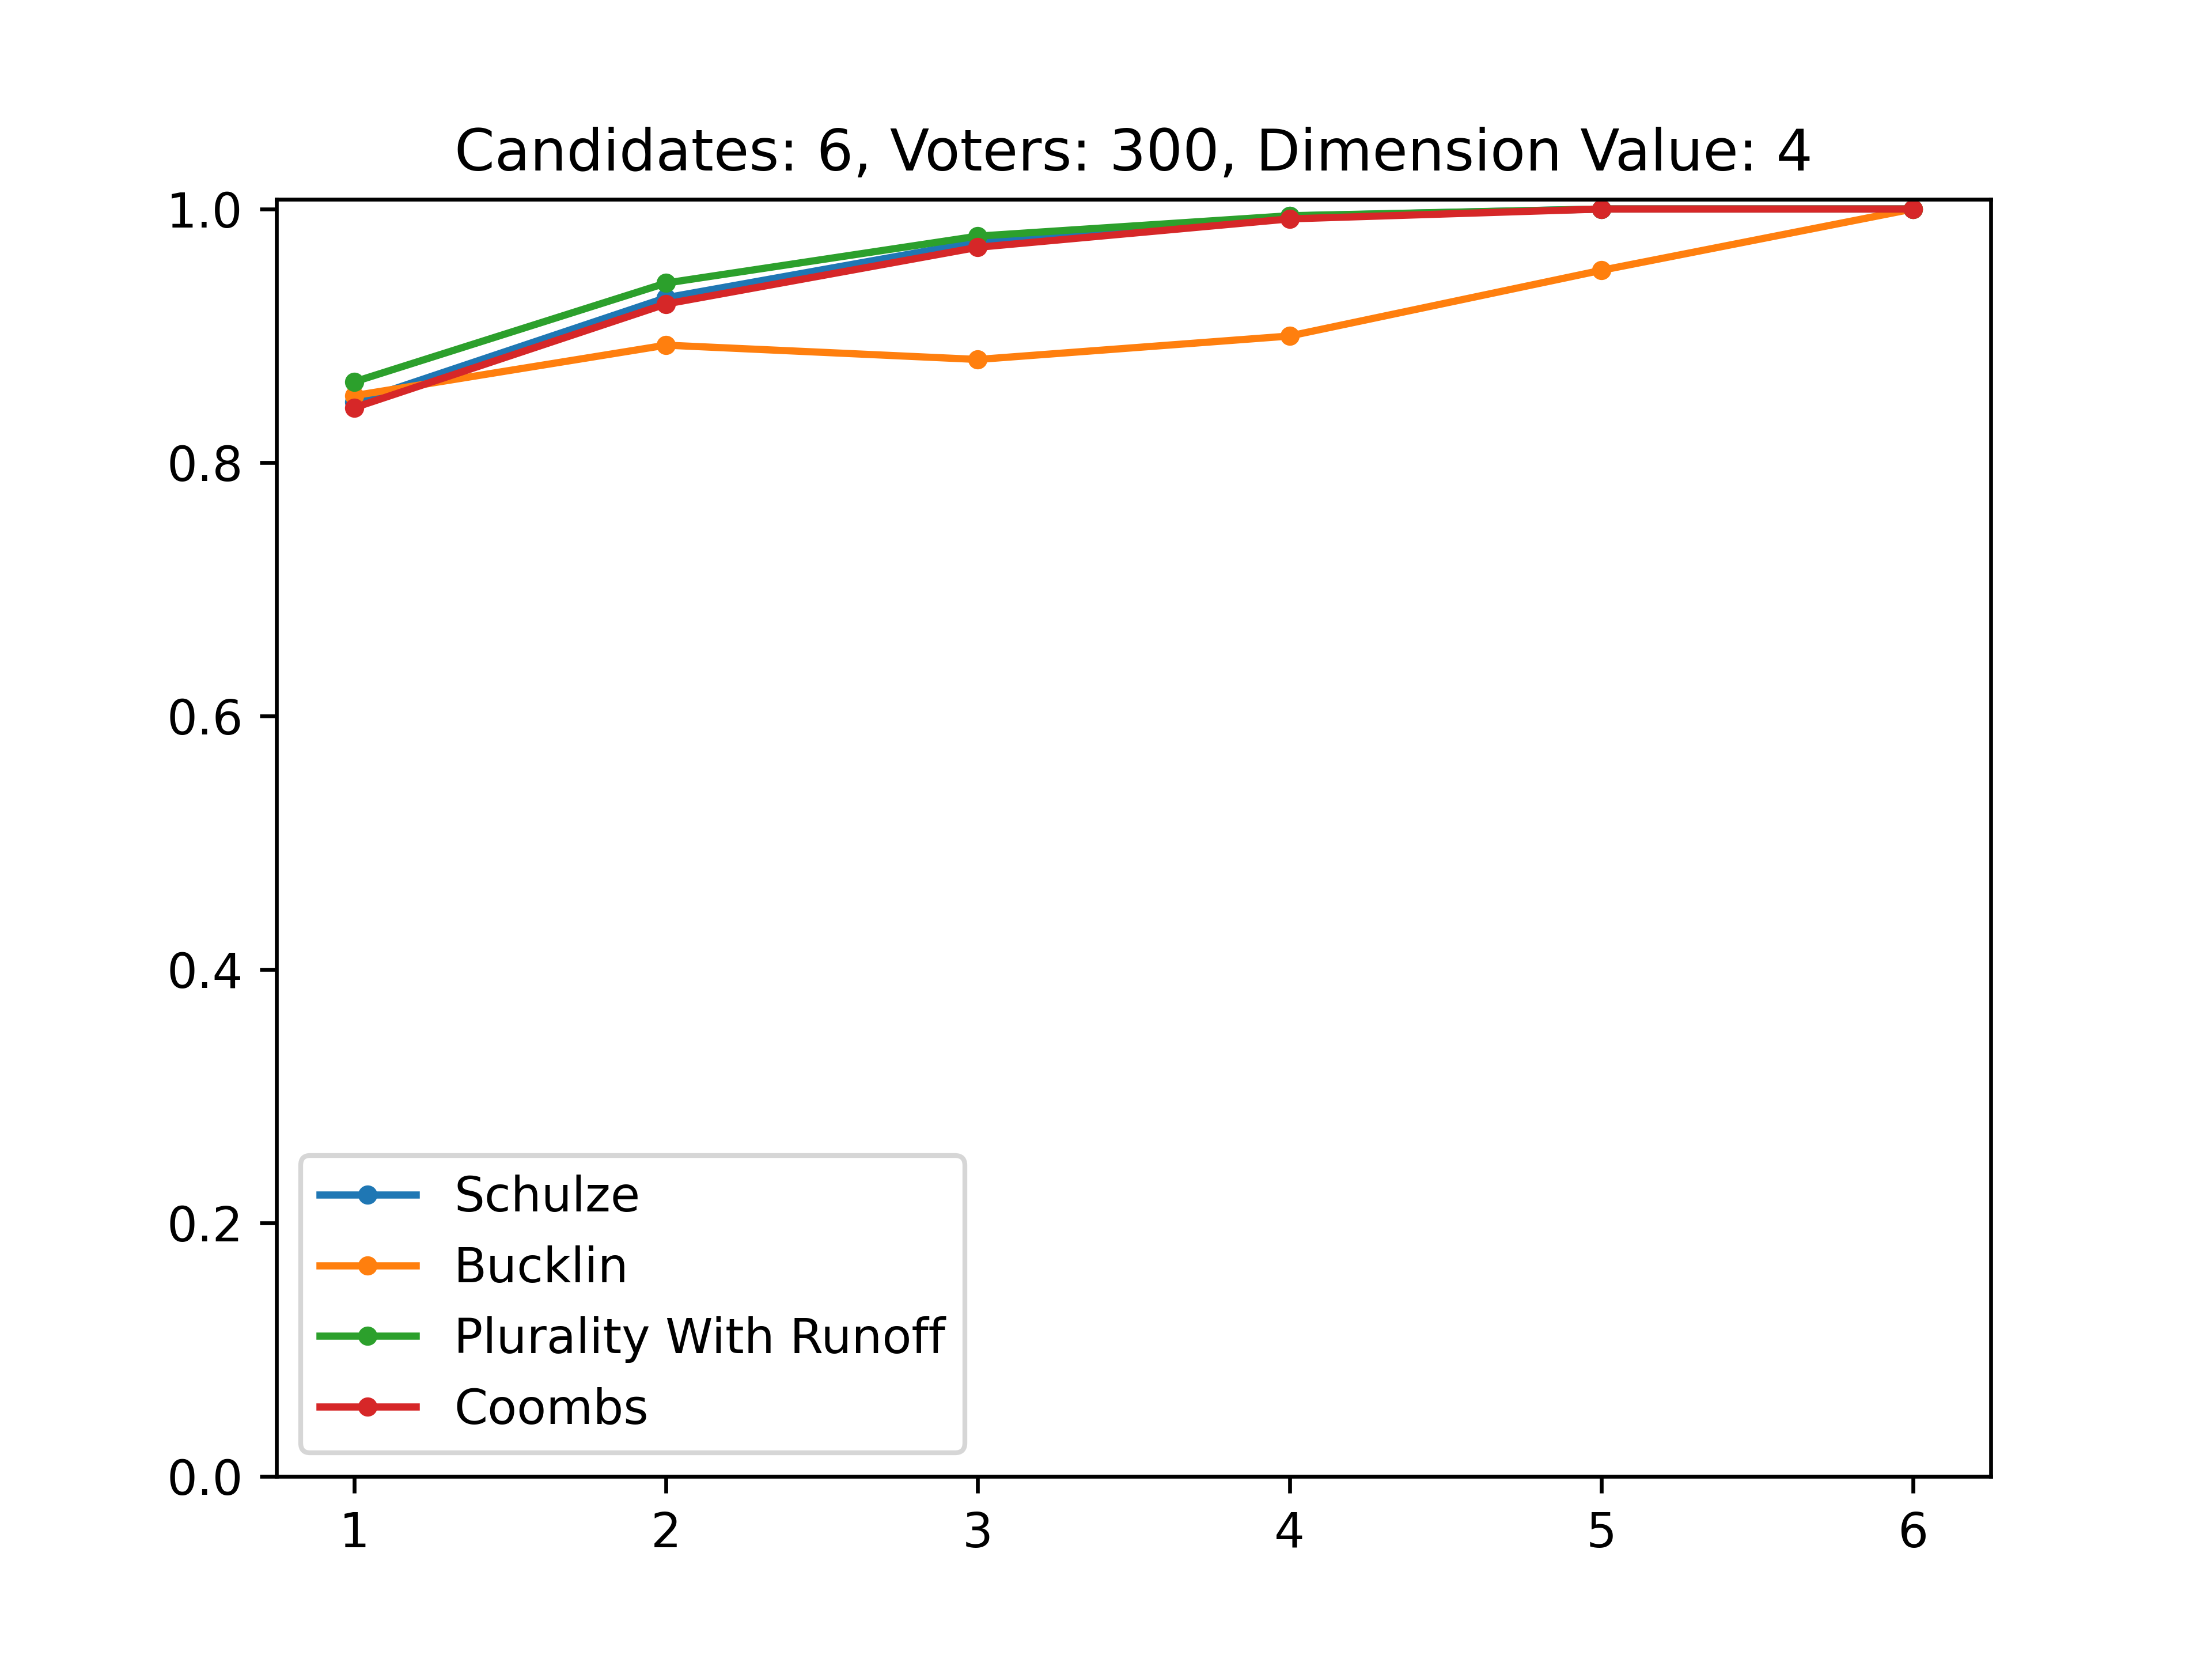 Candidates: 6, Voters: 300, Dimension Value: 4
1.0
0.8
0.6
0.4
0.2
0.0
Schulze
Bucklin
Plurality With Runoff
Coombs
1 2 3 4 5 6